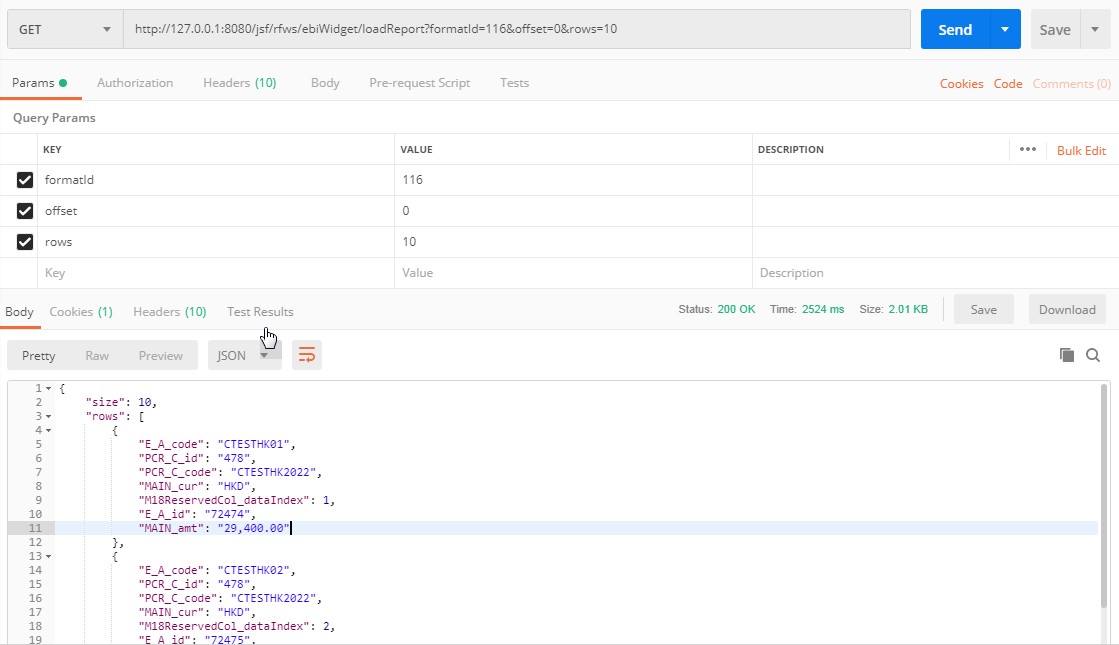 GET http://127.0.0.1:8080/jsf/rfws/ebiWidget/loadReport?formatId=116&offset=0&rows=10 Send Save
Params Authorization Headers (10) Body Pre-request Script Tests Cookies Code Comments (0)
Query Params
KEY VALUE DESCRIPTION ••• Bulk Edit
formatId 116
offset 0
rows 10
Key Value Description
Body Cookies (1) Headers (10) Test Results Status: 200 OK Time: 2524 ms Size: 2.01 KB Save Download
Pretty Raw Preview JSON
1 {
2 "size": 10,
3 "rows": [
4 {
5 "E_A_code": "CTESTHK01",
6 "PCR_C_id": "478",
7 "PCR_C_code": "CTESTHK2022",
8 "MAIN_cur": "HKD",
9 "M18ReservedCol_dataIndex": 1,
10 "E_A_id": "72474",
11 "MAIN_amt": "29,400.00"
12 },
13 {
14 "E_A_code": "CTESTHK02",
15 "PCR_C_id": "478",
16 "PCR_C_code": "CTESTHK2022",
17 "MAIN_cur": "HKD",
18 "M18ReservedCol_dataIndex": 2,
19 "E_A_id": "72475",